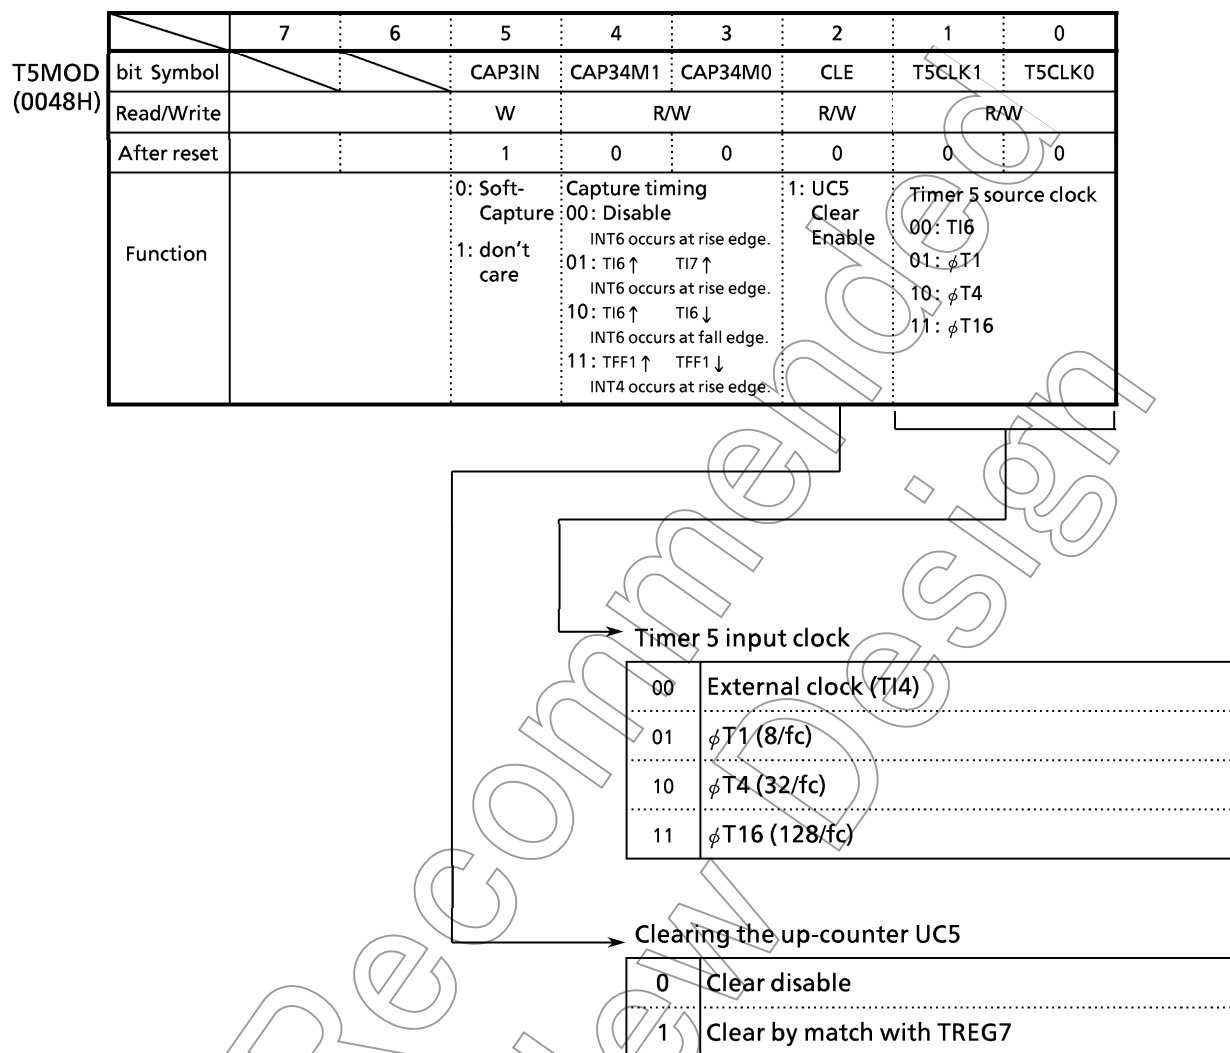 7 6 5 4 3 2 1 0
T5MOD
(0048H)
bit Symbol CAP3IN CAP34M1 CAP34M0 CLE T5CLK1 T5CLK0
Read/Write W R/W R/W R/W
After reset 1 0 0 0 0 0
Function
0: Soft-
Capture
1: don't
care
Capture timing
00: Disable
INT6 occurs at rise edge.
01: TI6↑ TI7↑
INT6 occurs at rise edge.
10: TI6↑ TI6↓
INT6 occurs at fall edge.
11: TFF1↑ TFF1↓
INT4 occurs at rise edge.
1: UC5
Clear
Enable
Timer 5 source clock
00: TI6
01: φT1
10: φT4
11: φT16
Timer 5 input clock
00 External clock (TI4)
01 φT1 (8/fc)
10 φT4 (32/fc)
11 φT16 (128/fc)
Clearing the up-counter UC5
0 Clear disable
1 Clear by match with TREG7
Recommended
New Design